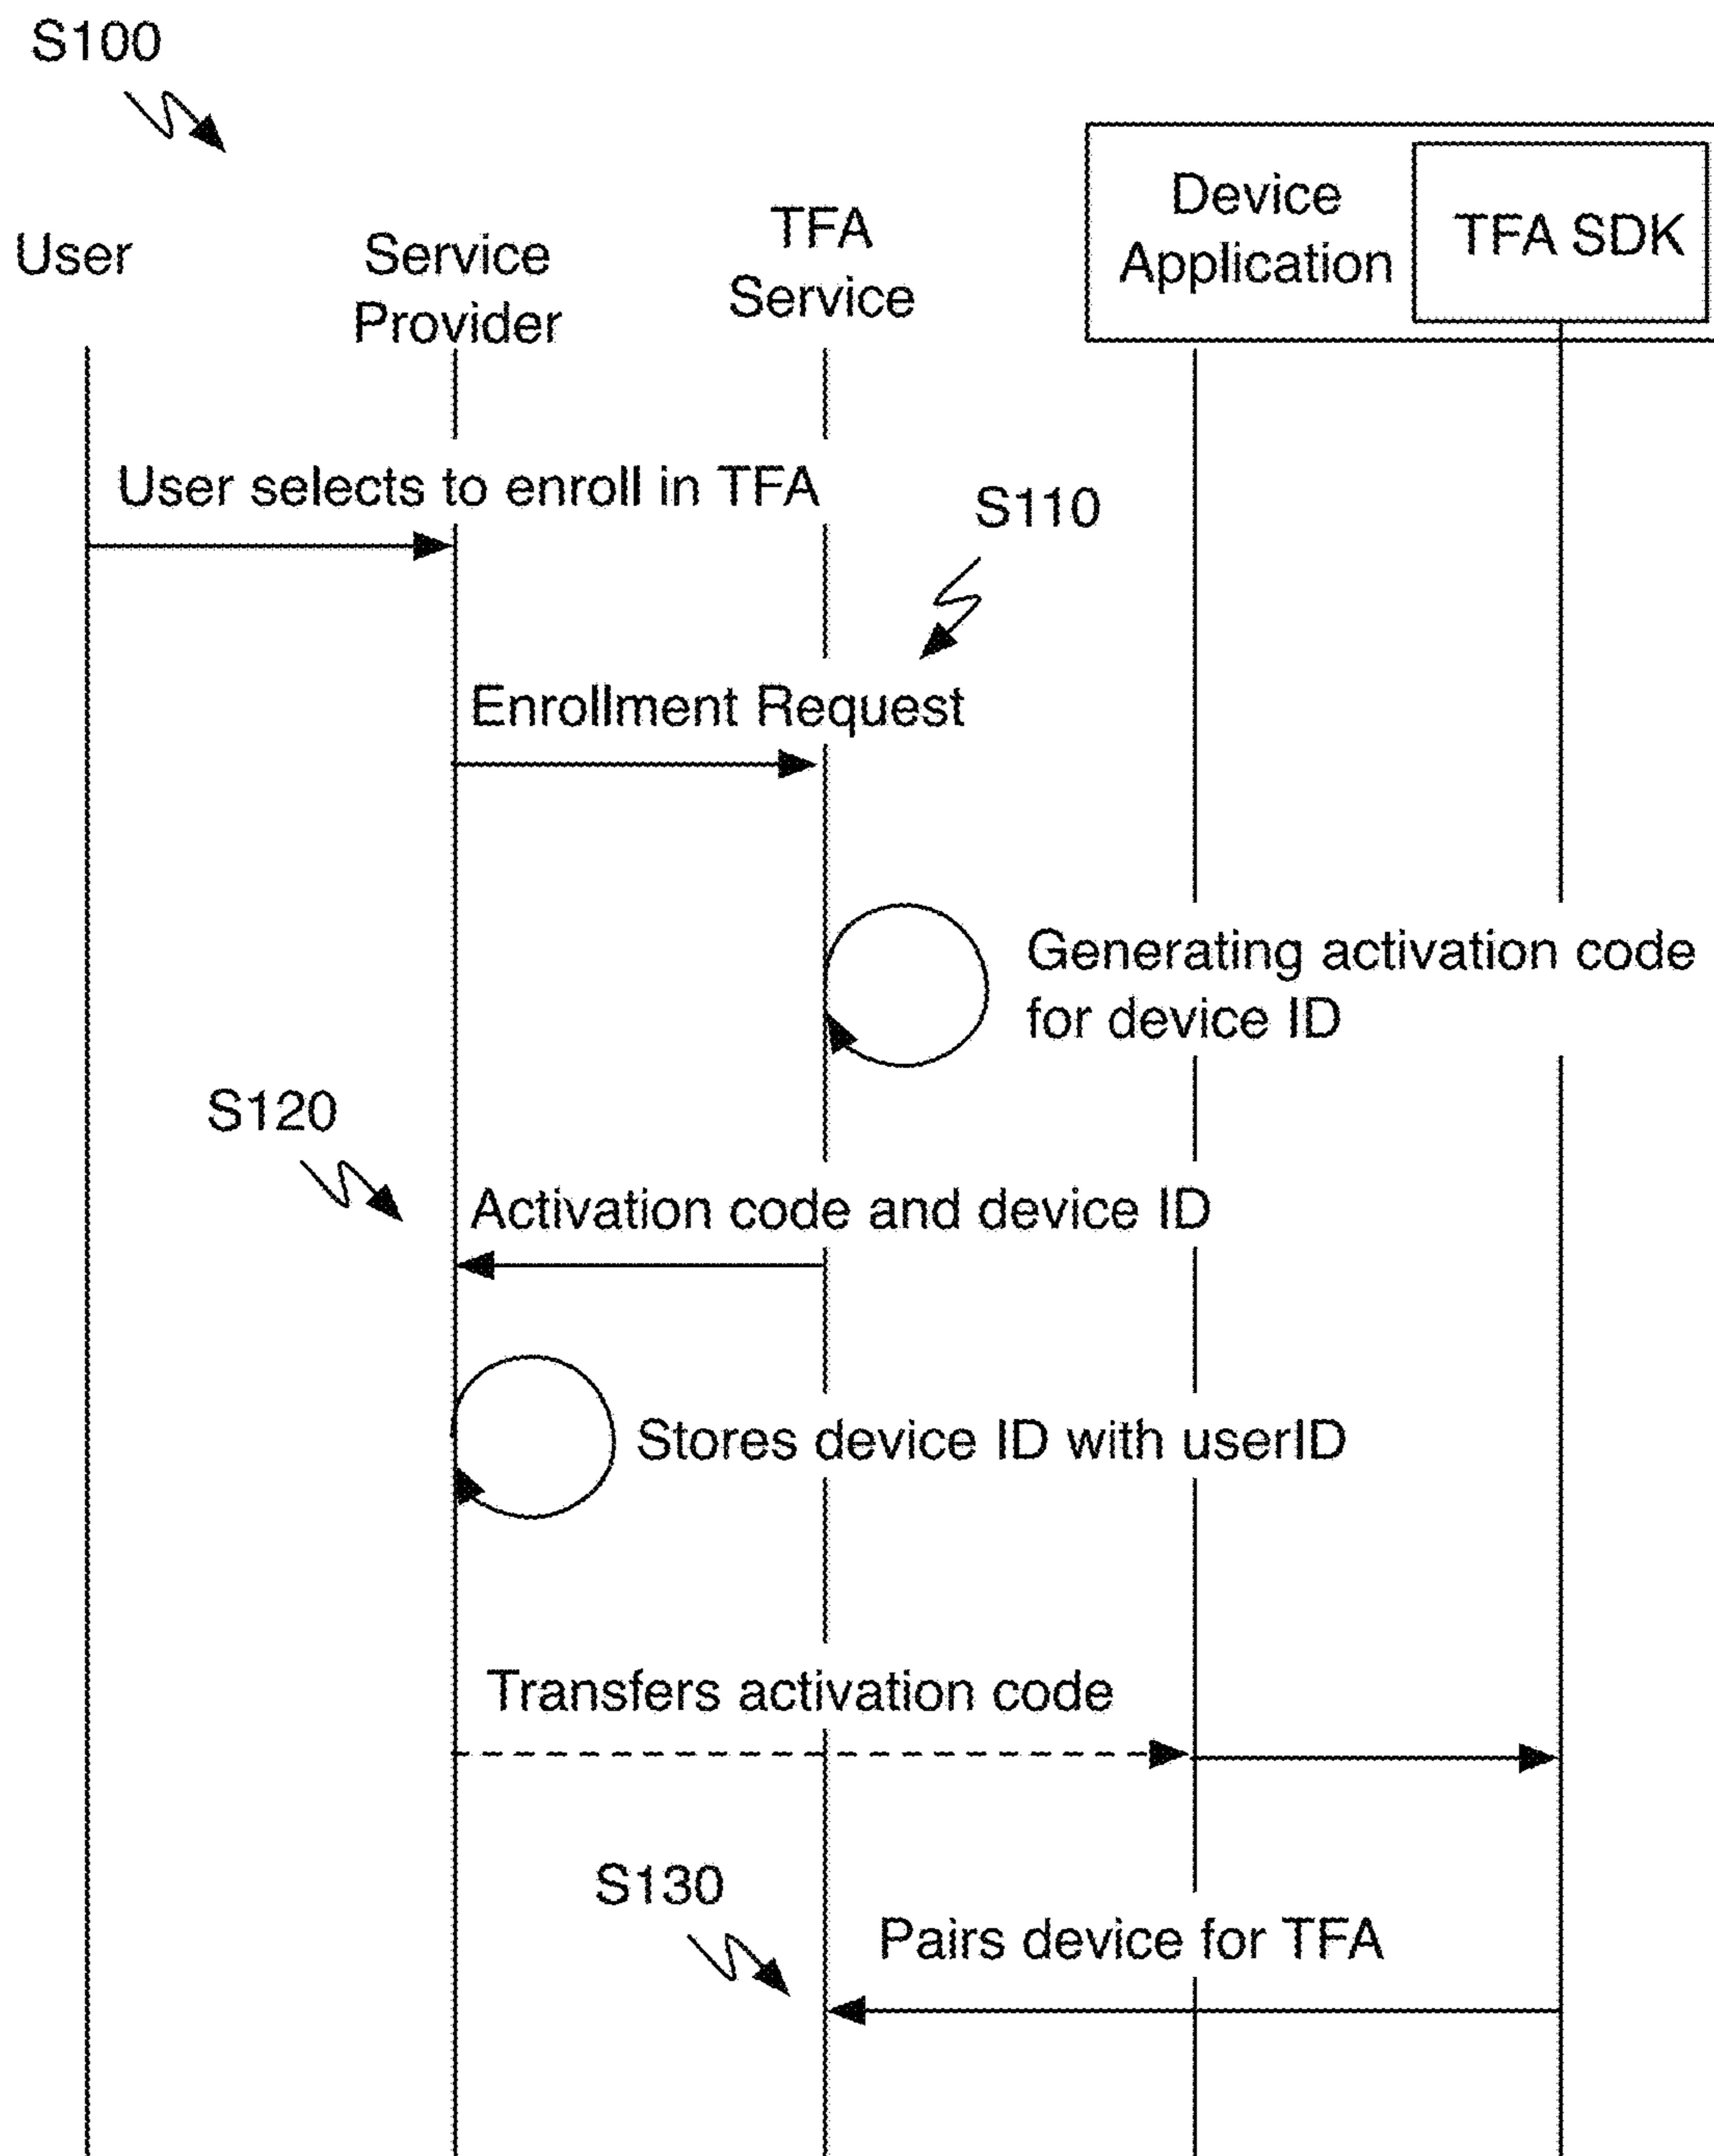 S100
User
Service
Provider
TFA
Service
Device
Application
TFA SDK
User selects to enroll in TFA
S110
Enrollment Request
Generating activation code
for device ID
S120
Activation code and device ID
Stores device ID with userID
Transfers activation code
S130
Pairs device for TFA